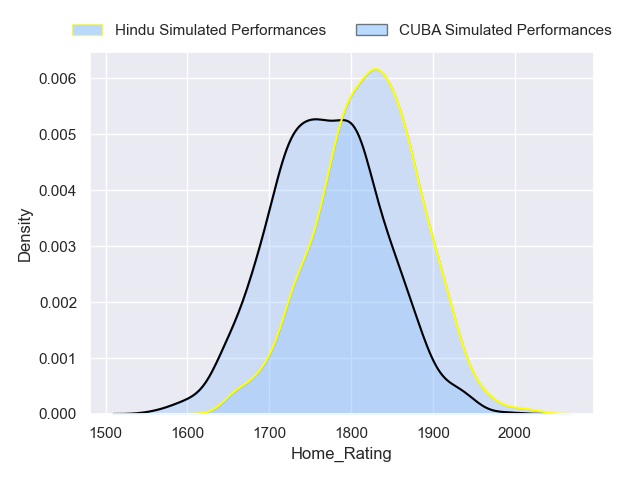 Hindu Simulated Performances CUBA Simulated Performances
0.006
0.005
0.004
0.003
0.002
0.001
0.000
Density
1500 1600 1700 1800 1900 2000
Home_Rating